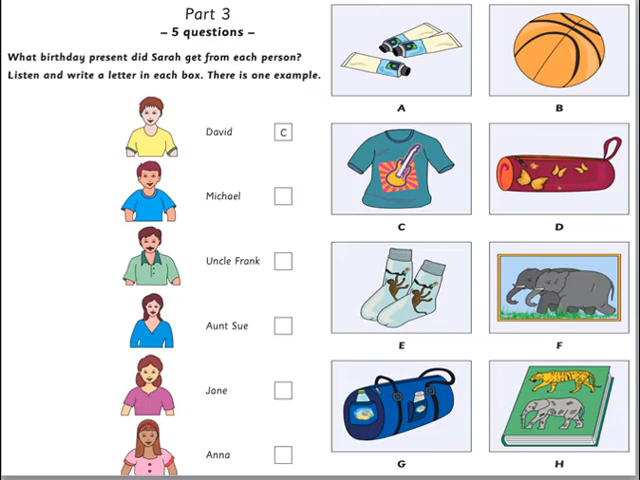 Part 3
– 5 questions –
What birthday present did Sarah get from each person?
Listen and write a letter in each box. There is one example.
David C
Michael
Uncle Frank
Aunt Sue
Jane
Anna
A B
C D
E F
G H